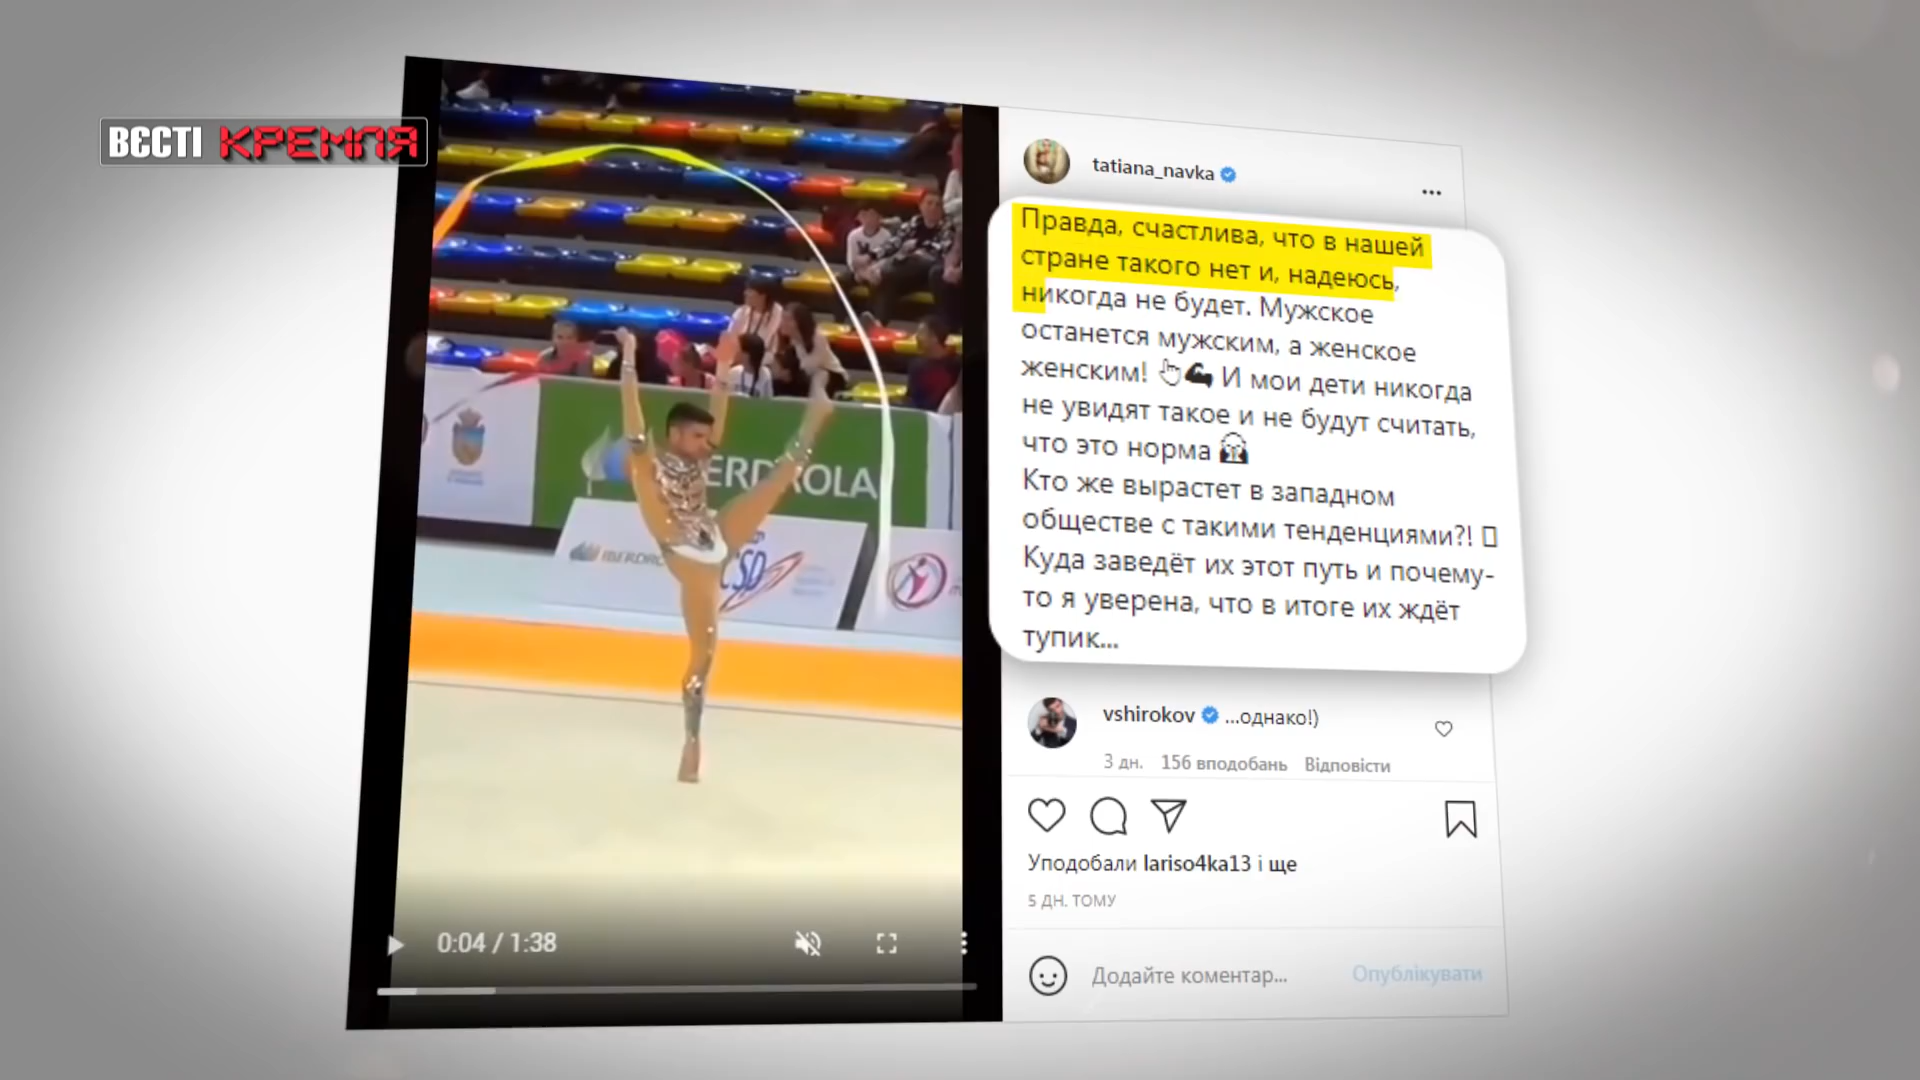 ВЄСТІ КРЕМЛЯ
tatiana_navka
Правда, счастлива, что в нашей
стране такого нет и, надеюсь,
никогда не будет. Мужское
останется мужским, а женское
женским! И мои дети никогда
не увидят такое и не будут считать,
что это норма
Кто же вырастет в западном
обществе с такими тенденциями?!
Куда заведёт их этот путь и почему-
то я уверена, что в итоге их ждёт
тупик...
vshirokov ...однако!)
3 дн. 156 вподобань Відповісти
Уподобали lariso4ka13 і ще
5 ДН. ТОМУ
Додайте коментар... Опублікувати
IBERDROLA
IBERDRO
CSD
0:04 / 1:38